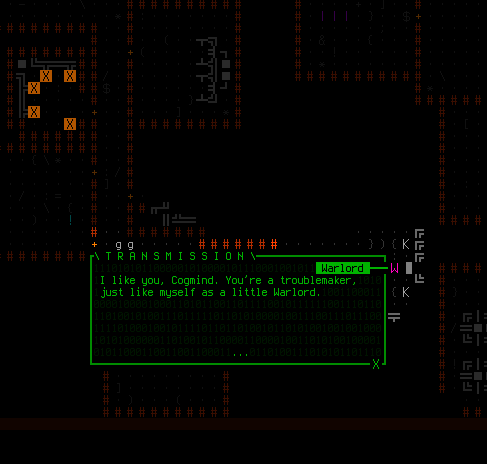 TRANSMISSION
Warlord
I like you, Cogmind. You're a troublemaker,
just like myself as a little Warlord.
...
X